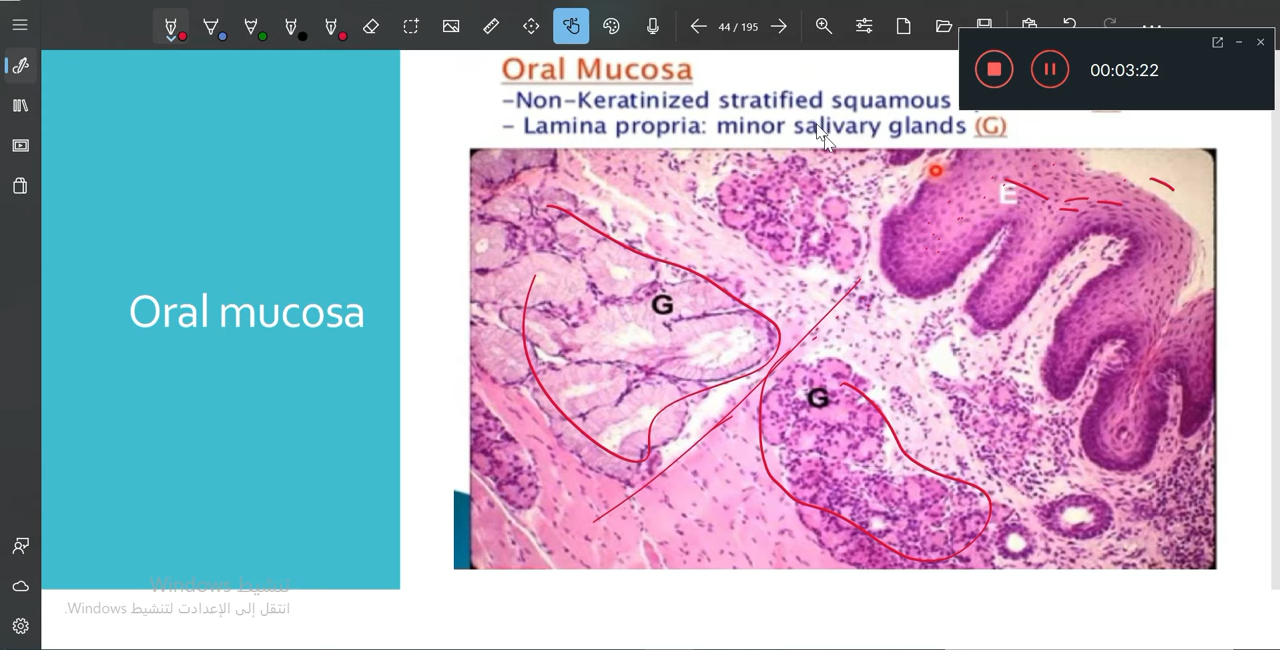 44 / 195
00:03:22
Oral Mucosa
-Non-Keratinized stratified squamous
- Lamina propria: minor salivary glands (G)
E
G
G
Oral mucosa
تنشيط Windows
انتقل إلى الإعدادات لتنشيط Windows.